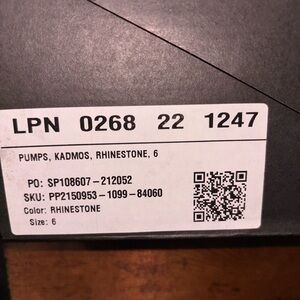 LPN 0268 22 1247
PUMPS, KADMOS, RHINESTONE, 6
PO: SP108607-212052
SKU: PP2150953-1099-84060
Color: RHINESTONE
Size: 6